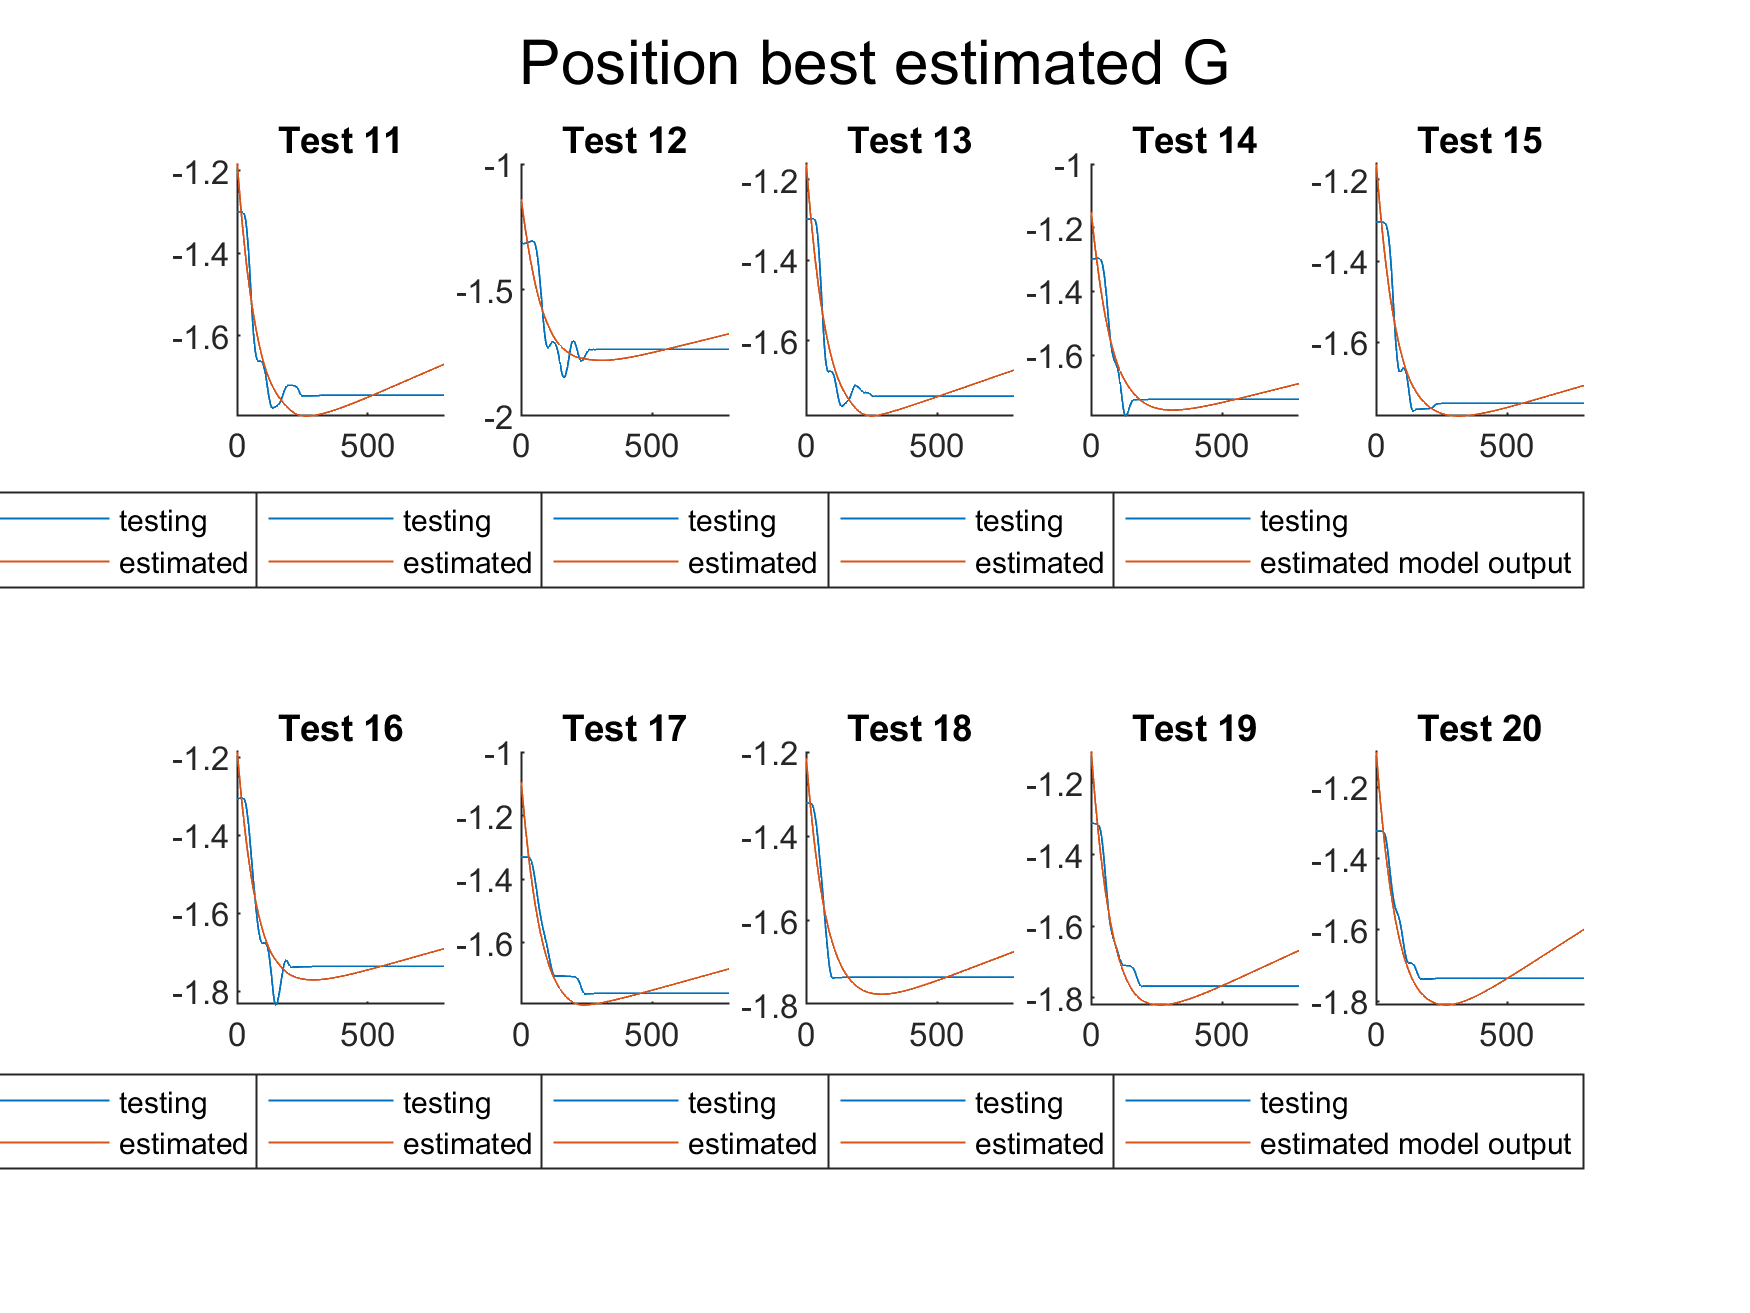 Position best estimated G
Test 11 Test 12 Test 13 Test 14 Test 15
-1.2 -1.4 -1.6 0 500
-1 -1.5 -2 0 500
-1.2 -1.4 -1.6 0 500
-1 -1.2 -1.4 -1.6 0 500
-1.2 -1.4 -1.6 0 500
testing testing testing testing testing
estimated estimated estimated estimated estimated model output
Test 16 Test 17 Test 18 Test 19 Test 20
-1.2 -1.4 -1.6 -1.8 0 500
-1 -1.2 -1.4 -1.6 0 500
-1.2 -1.4 -1.6 -1.8 0 500
-1.2 -1.4 -1.6 -1.8 0 500
-1.2 -1.4 -1.6 -1.8 0 500
testing testing testing testing testing
estimated estimated estimated estimated estimated model output